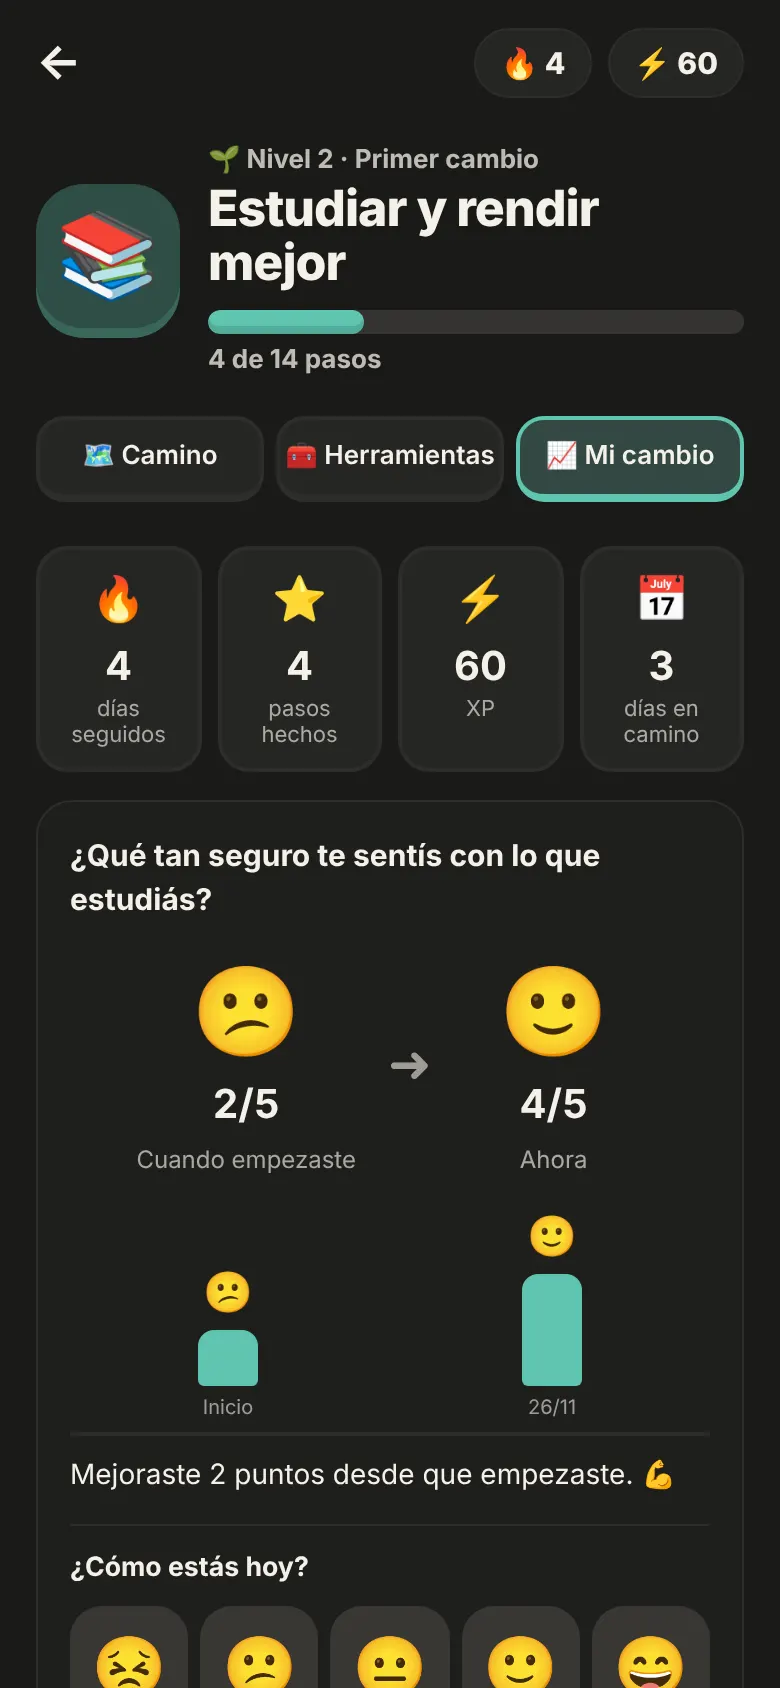 🔥 4 ⚡ 60
🌱 Nivel 2 · Primer cambio
Estudiar y rendir
mejor
4 de 14 pasos
🗺️ Camino 🧰 Herramientas 📈 Mi cambio
July
17
4 4 60 3
días seguidos
pasos hechos
XP
días en camino
¿Qué tan seguro te sentís con lo que
estudiás?
2/5 ➜ 4/5
Cuando empezaste Ahora
Inicio 26/11
Mejoraste 2 puntos desde que empezaste. 💪
¿Cómo estás hoy?